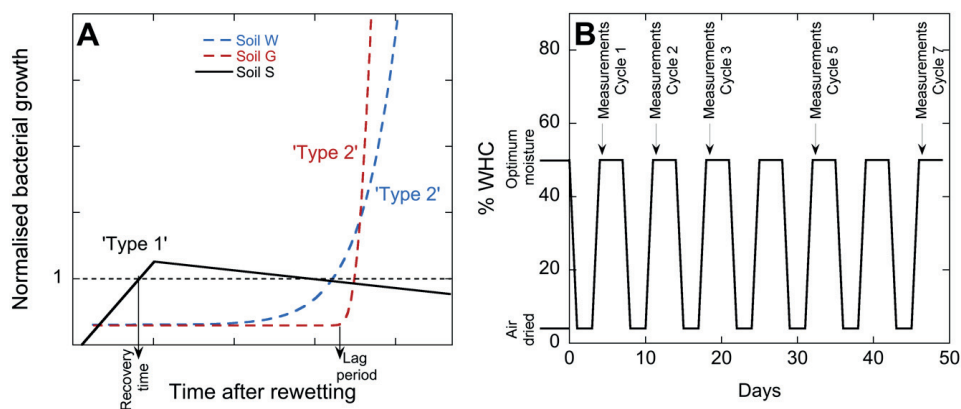 A
Soil W
Soil G
Soil S
Normalised bacterial growth
'Type 2'
'Type 2'
'Type 1'
1
Recovery
time
Lag
period
Time after rewetting
B
Measurements
Cycle 1
Measurements
Cycle 2
Measurements
Cycle 3
Measurements
Cycle 5
Measurements
Cycle 7
% WHC
Optimum
moisture
Air
dried
80
60
40
20
0
0
10
20
30
40
50
Days